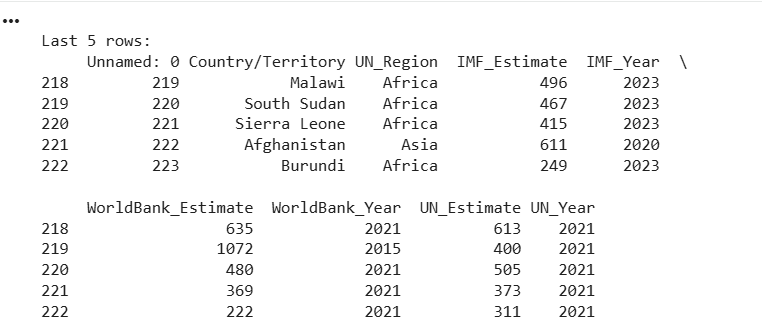 •••
Last 5 rows:
Unnamed: 0 Country/Territory UN_Region IMF_Estimate IMF_Year \
218 219 Malawi Africa 496 2023
219 220 South Sudan Africa 467 2023
220 221 Sierra Leone Africa 415 2023
221 222 Afghanistan Asia 611 2020
222 223 Burundi Africa 249 2023
WorldBank_Estimate WorldBank_Year UN_Estimate UN_Year
218 635 2021 613 2021
219 1072 2015 400 2021
220 480 2021 505 2021
221 369 2021 373 2021
222 222 2021 311 2021